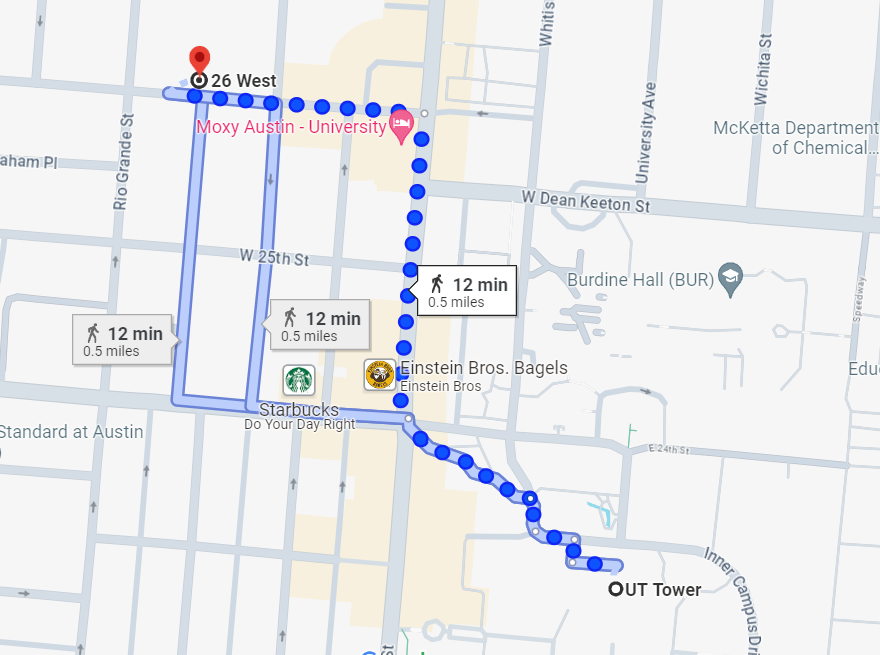 Whitis
26 West
Wichita St
University Ave
Moxy Austin - University
McKetta Department
of Chemical...
Rio Grande St
aham Pl
W Dean Keeton St
W 25th St
12 min
0.5 miles
Burdine Hall (BUR)
Speedway
12 min
0.5 miles
12 min
0.5 miles
Einstein Bros. Bagels
Einstein Bros
Edu
Starbucks
Do Your Day Right
Standard at Austin
E 24th St
UT Tower
Inner Campus Dri
St